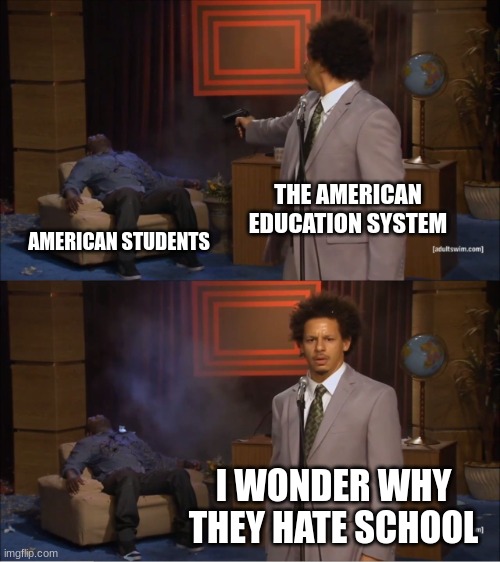 THE AMERICAN
EDUCATION SYSTEM
AMERICAN STUDENTS
[adultswim.com]
I WONDER WHY
THEY HATE SCHOOL
imgflip.com